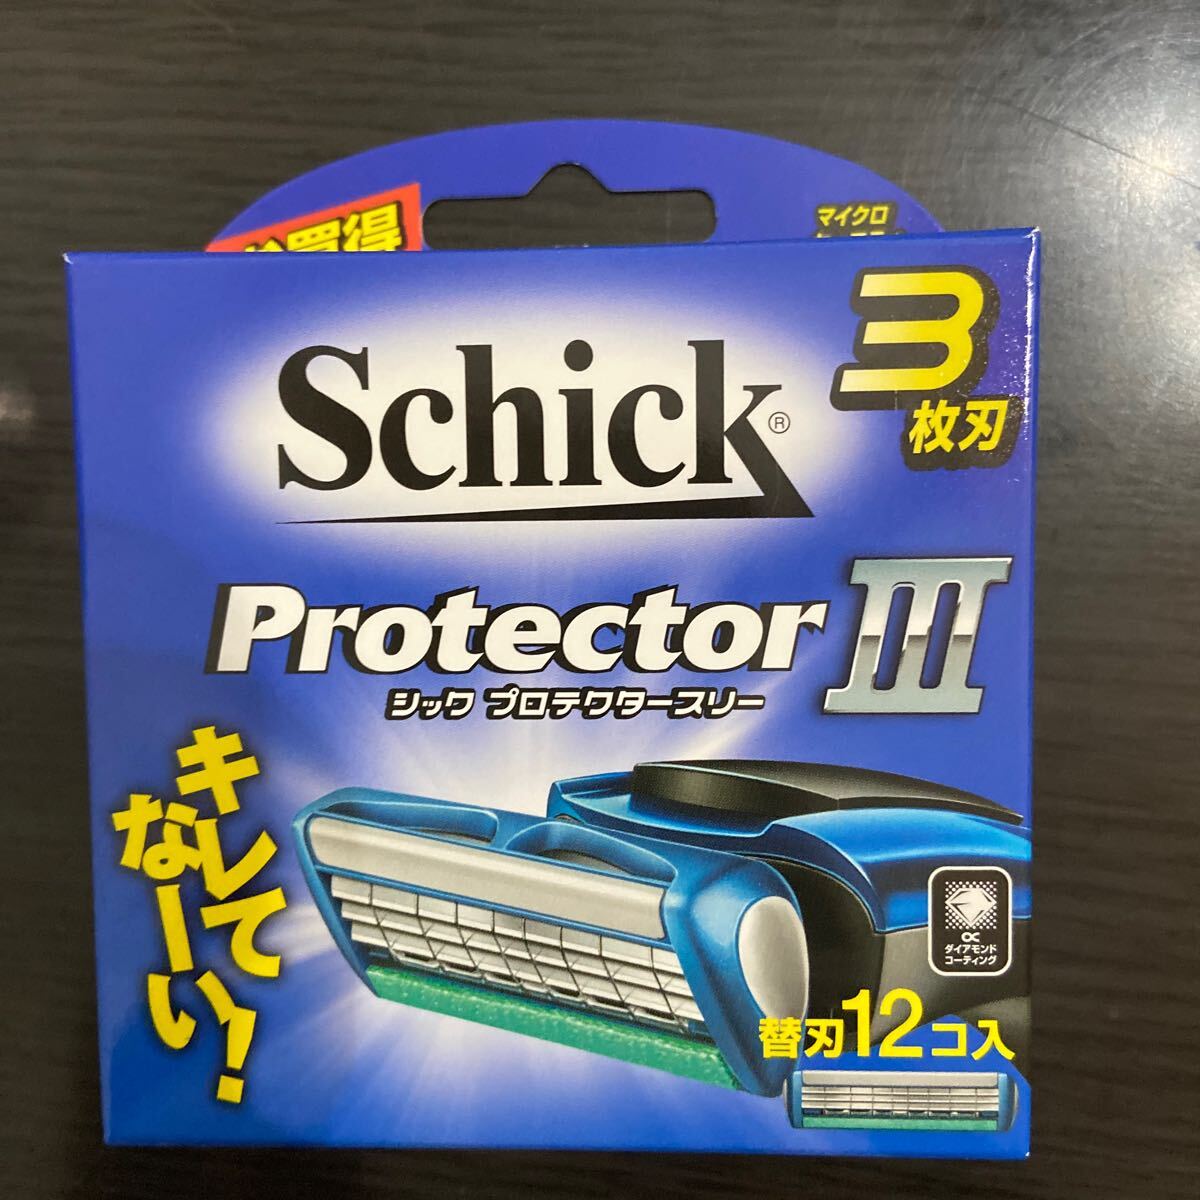 買得
マイクロ
3
枚刃
Schick®
Protector III
シック プロテクタースリー
キレて
なーい!
DC
ダイアモンド
コーティング
替刃12コ入